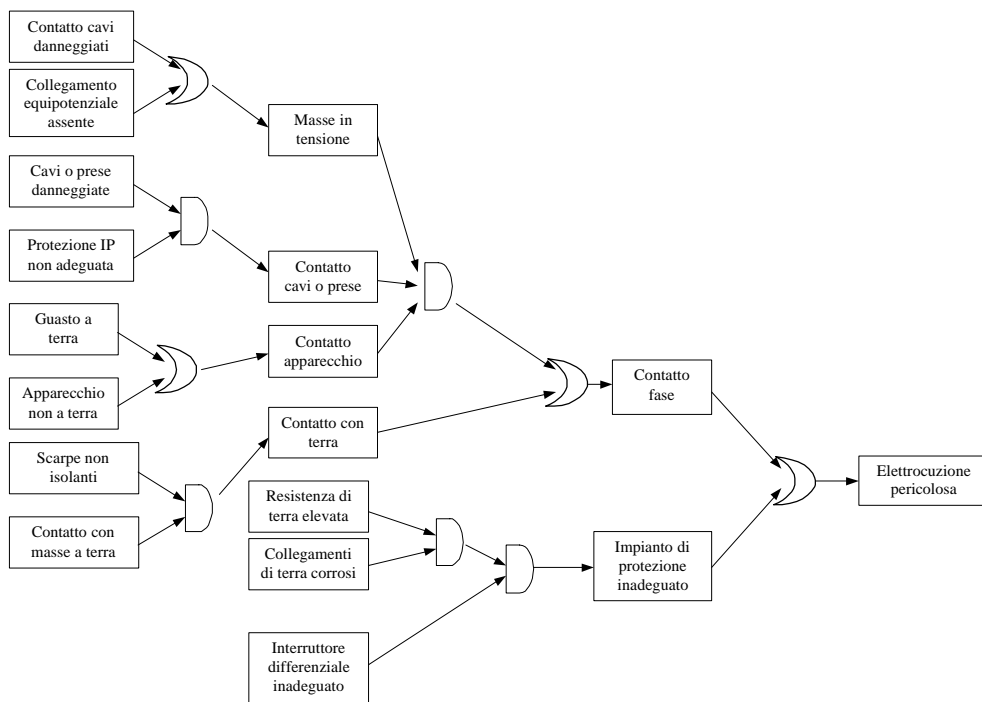 Contatto cavi
danneggiati
Collegamento
equipotenziale
assente
Masse in
tensione
Cavi o prese
danneggiate
Protezione IP
non adeguata
Contatto
cavi o prese
Guasto a
terra
Contatto
apparecchio
Apparecchio
non a terra
Contatto
fase
Contatto con
terra
Scarpe non
isolanti
Elettrocuzione
pericolosa
Resistenza di
terra elevata
Contatto con
masse a terra
Collegamenti
di terra corrosi
Impianto di
protezione
inadeguato
Interruttore
differenziale
inadeguato